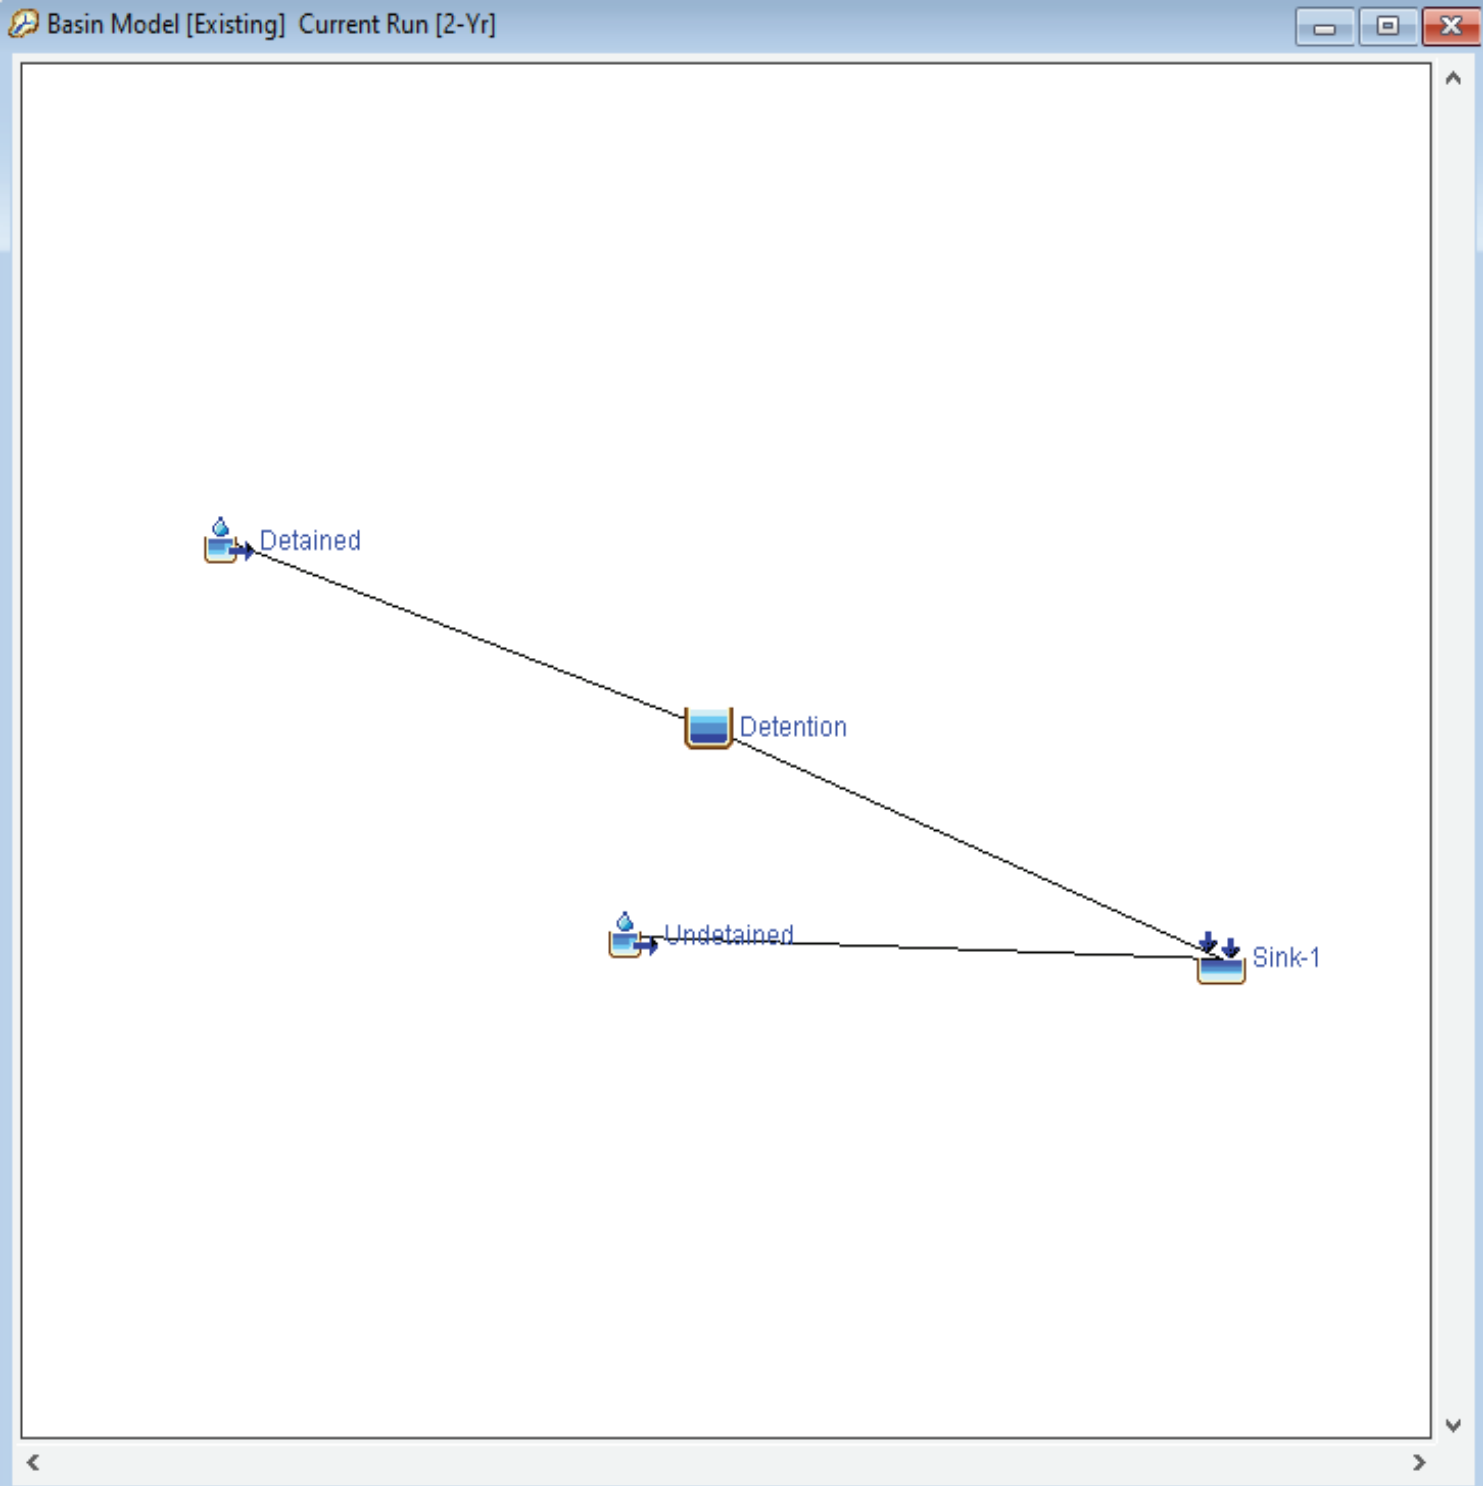 Basin Model [Existing] Current Run [2-Yr]
Detained
Detention
Undetained
Sink-1